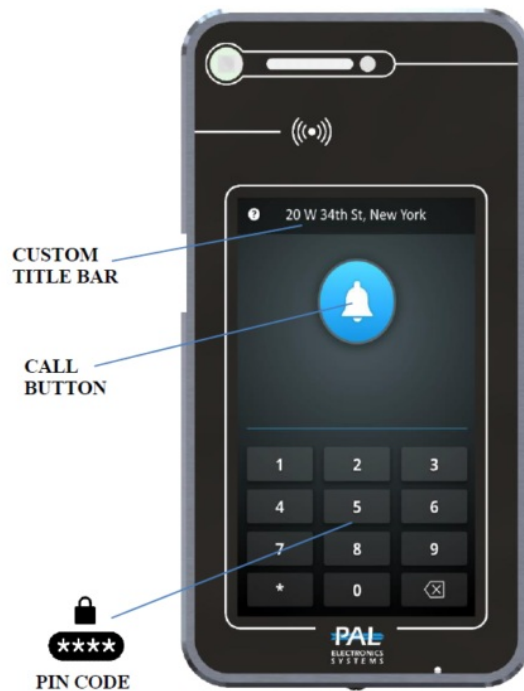 20 W 34th St, New York
CUSTOM
TITLE BAR
CALL
BUTTON
1 2 3
4 5 6
7 8 9
* 0
****
PIN CODE
PAL
ELECTRONICS
SYSTEMS